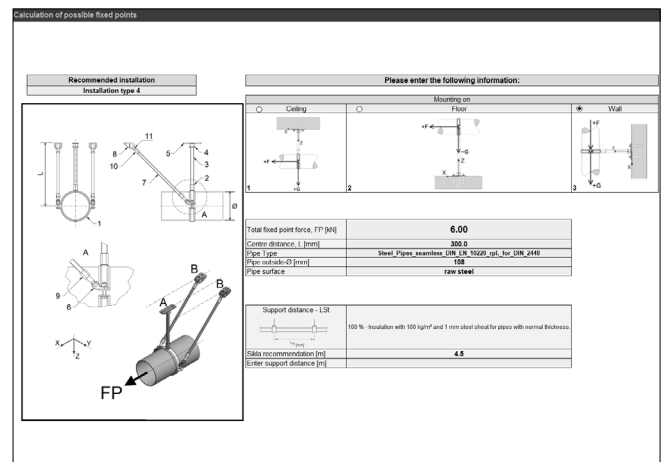 Calculation of possible fixed points
Recommended installation
Installation type 4
Please enter the following information:
Mounting on
Ceiling
Floor
Wall
11
8
10
7
5
4
3
2
L
1
A
Ø
A
9
6
B
B
A
X
Y
Z
FP
X
Z
+F
+G
1
+F
-G
+Z
X
2
+F
X
+G
3
Total fixed point force, FP [kN]
6.00
Centre distance, L [mm]
300.0
Pipe Type
Steel_Pipes_seamless_DIN_EN_10220_rpl._for_DIN_2448
Pipe outside-Ø [mm]
108
Pipe surface
raw steel
Support distance - LSt
100 % - Insulation with 100 kg/m³ and 1 mm steel sheat for pipes with normal thickness.
Sikla recommendation [m]
4.5
Enter support distance [m]